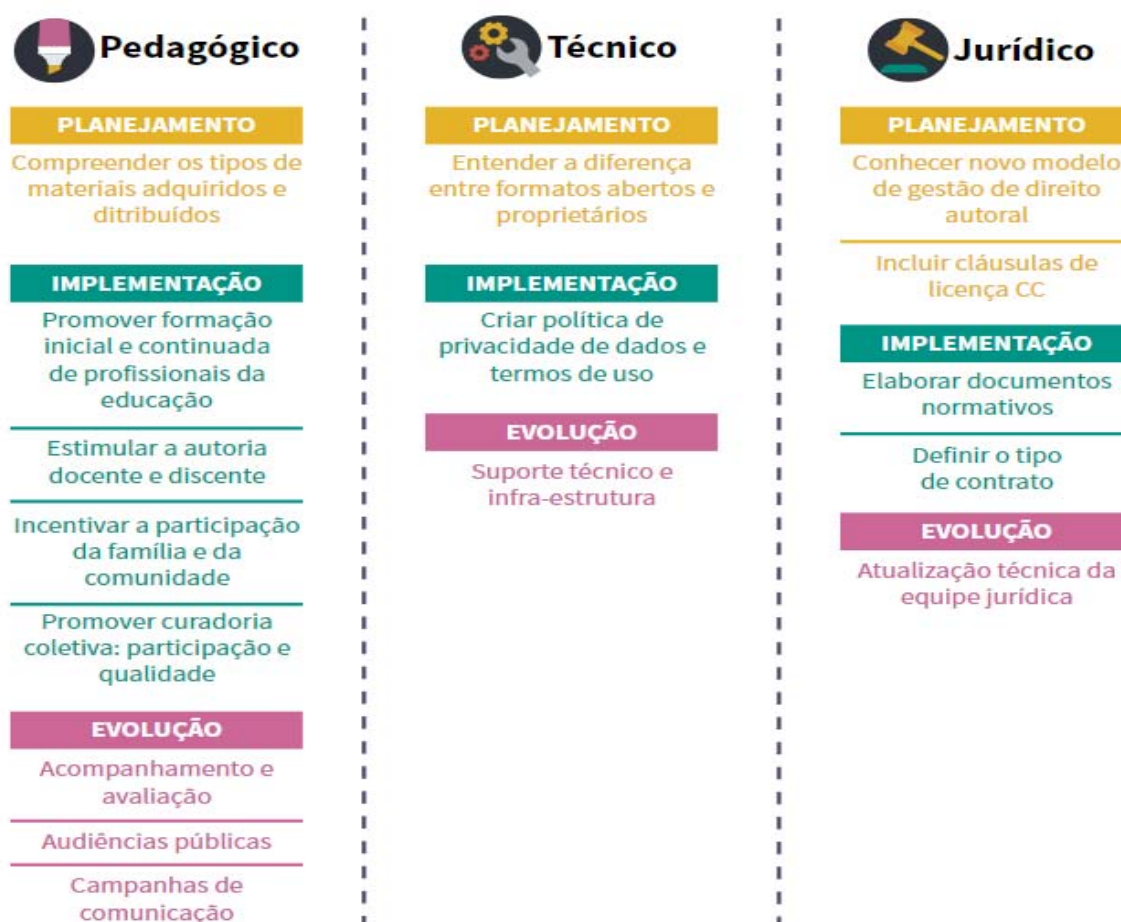 Pedagógico
PLANEJAMENTO
Compreender os tipos de
materiais adquiridos e
ditribuídos
IMPLEMENTAÇÃO
Promover formação
inicial e continuada
de profissionais da
educação
Estimular a autoria
docente e discente
Incentivar a participação
da família e da
comunidade
Promover curadoria
coletiva: participação e
qualidade
EVOLUÇÃO
Acompanhamento e
avaliação
Audiências públicas
Campanhas de
comunicação
Técnico
PLANEJAMENTO
Entender a diferença
entre formatos abertos e
proprietários
IMPLEMENTAÇÃO
Criar política de
privacidade de dados e
termos de uso
EVOLUÇÃO
Suporte técnico e
infra-estrutura
Jurídico
PLANEJAMENTO
Conhecer novo modelo
de gestão de direito
autoral
Incluir cláusulas de
licença CC
IMPLEMENTAÇÃO
Elaborar documentos
normativos
Definir o tipo
de contrato
EVOLUÇÃO
Atualização técnica da
equipe jurídica